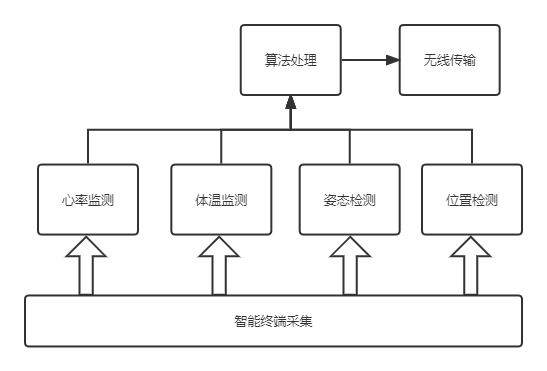 算法处理
无线传输
心率监测
体温监测
姿态检测
位置检测
智能终端采集